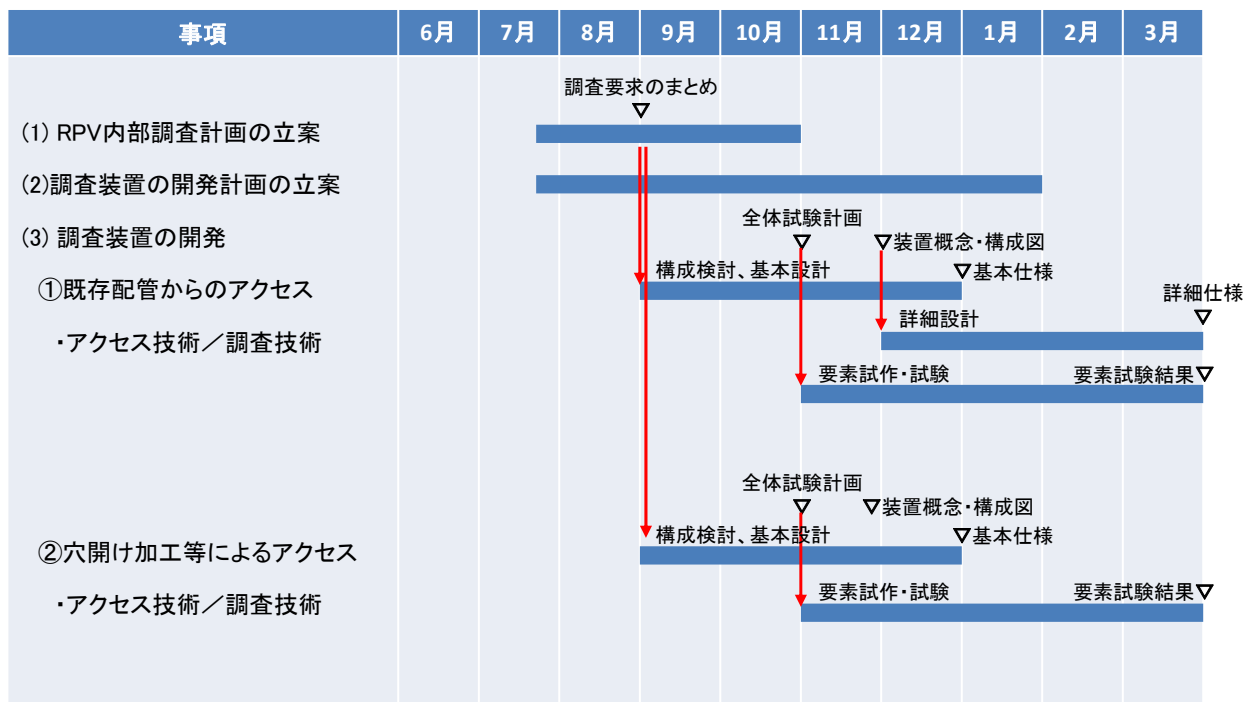 事項 6月 7月 8月 9月 10月 11月 12月 1月 2月 3月
調査要求のまとめ
▽
(1) RPV内部調査計画の立案
(2)調査装置の開発計画の立案
全体試験計画
(3) 調査装置の開発
▽ ▽装置概念・構成図
構成検討、基本設計 ▽基本仕様
①既存配管からのアクセス
詳細仕様
▽
詳細設計
・アクセス技術／調査技術
要素試作・試験 要素試験結果▽
全体試験計画
▽ ▽装置概念・構成図
構成検討、基本設計 ▽基本仕様
②穴開け加工等によるアクセス
要素試作・試験 要素試験結果▽
・アクセス技術／調査技術